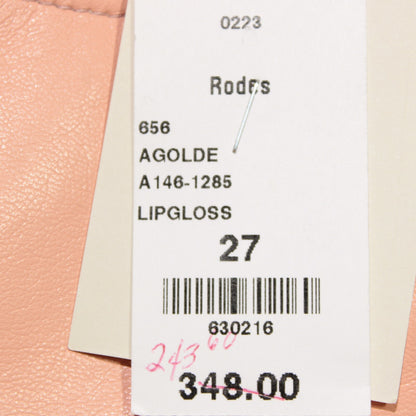 0223
Rodes
656
AGOLDE
A146-1285
LIPGLOSS
27
630216
243 60
348.00